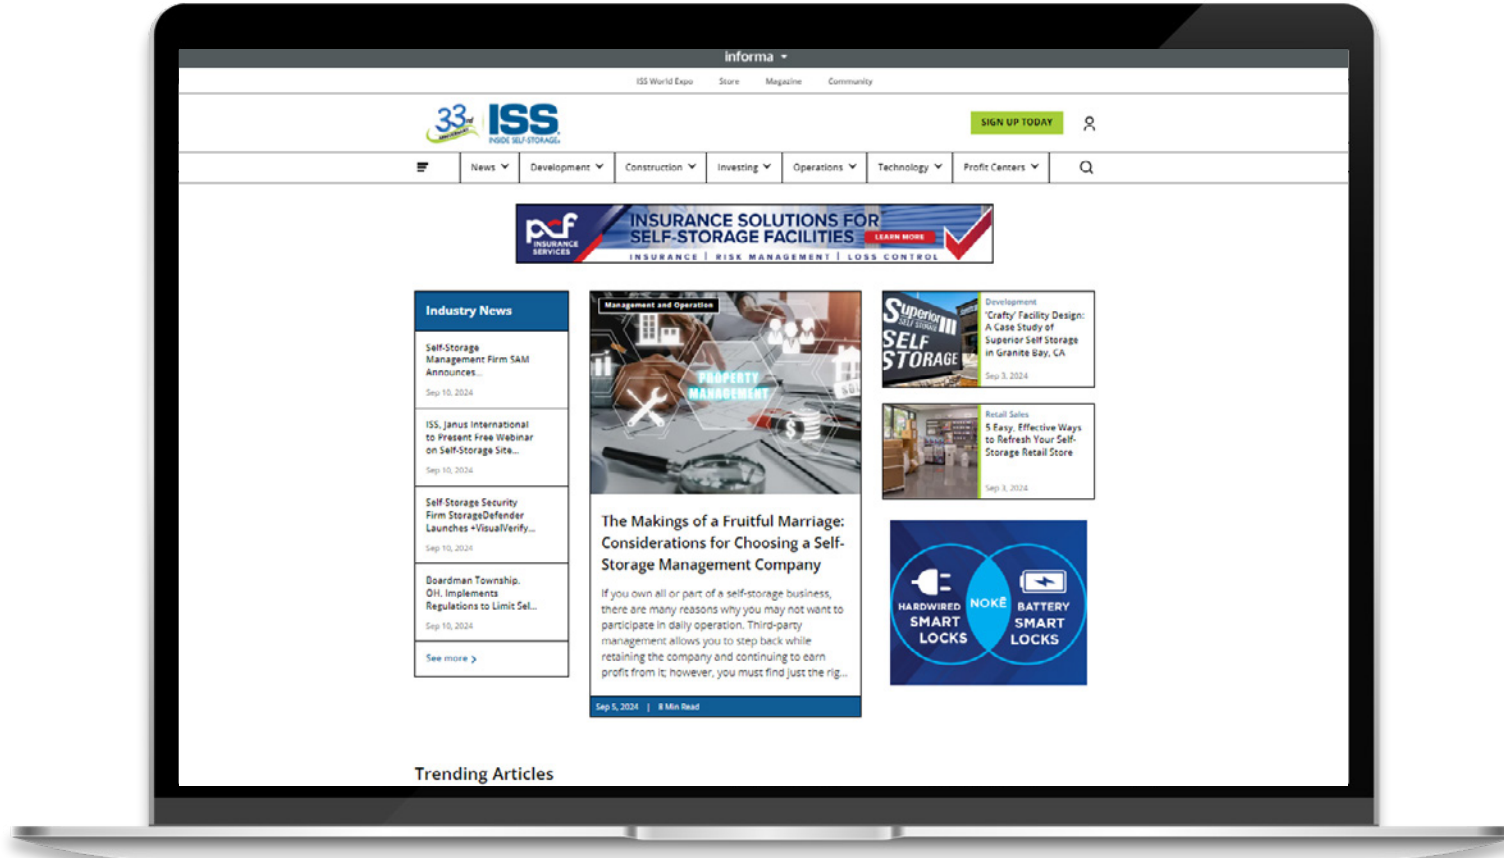 informa
ISS World Expo Store Magazine Community
33nd ANNIVERSARY ISS
INSIDE SELF-STORAGE®
SIGN UP TODAY
News Development Construction Investing Operations Technology Profit Centers
pcf
INSURANCE
SERVICES
INSURANCE SOLUTIONS FOR
SELF-STORAGE FACILITIES LEARN MORE
INSURANCE | RISK MANAGEMENT | LOSS CONTROL
Industry News
Self-Storage
Management Firm SAM
Announces...
Sep 10, 2024
ISS, Janus International
to Present Free Webinar
on Self-Storage Site...
Sep 10, 2024
Self-Storage Security
Firm StorageDefender
Launches +VisualVerify...
Sep 10, 2024
Boardman Township,
OH, Implements
Regulations to Limit Sel...
Sep 10, 2024
See more >
Management and Operation
PROPERTY
MANAGEMENT
The Makings of a Fruitful Marriage:
Considerations for Choosing a Self-
Storage Management Company
If you own all or part of a self-storage business,
there are many reasons why you may not want to
participate in daily operation. Third-party
management allows you to step back while
retaining the company and continuing to earn
profit from it; however, you must find just the rig...
Sep 5, 2024 | 8 Min Read
Superior
SELF STORAGE
SELF
STORAGE
Development
'Crafty' Facility Design:
A Case Study of
Superior Self Storage
in Granite Bay, CA
Sep 3, 2024
Retail Sales
5 Easy, Effective Ways
to Refresh Your Self-
Storage Retail Store
Sep 3, 2024
HARDWIRED
SMART
LOCKS
NOKĒ
BATTERY
SMART
LOCKS
Trending Articles